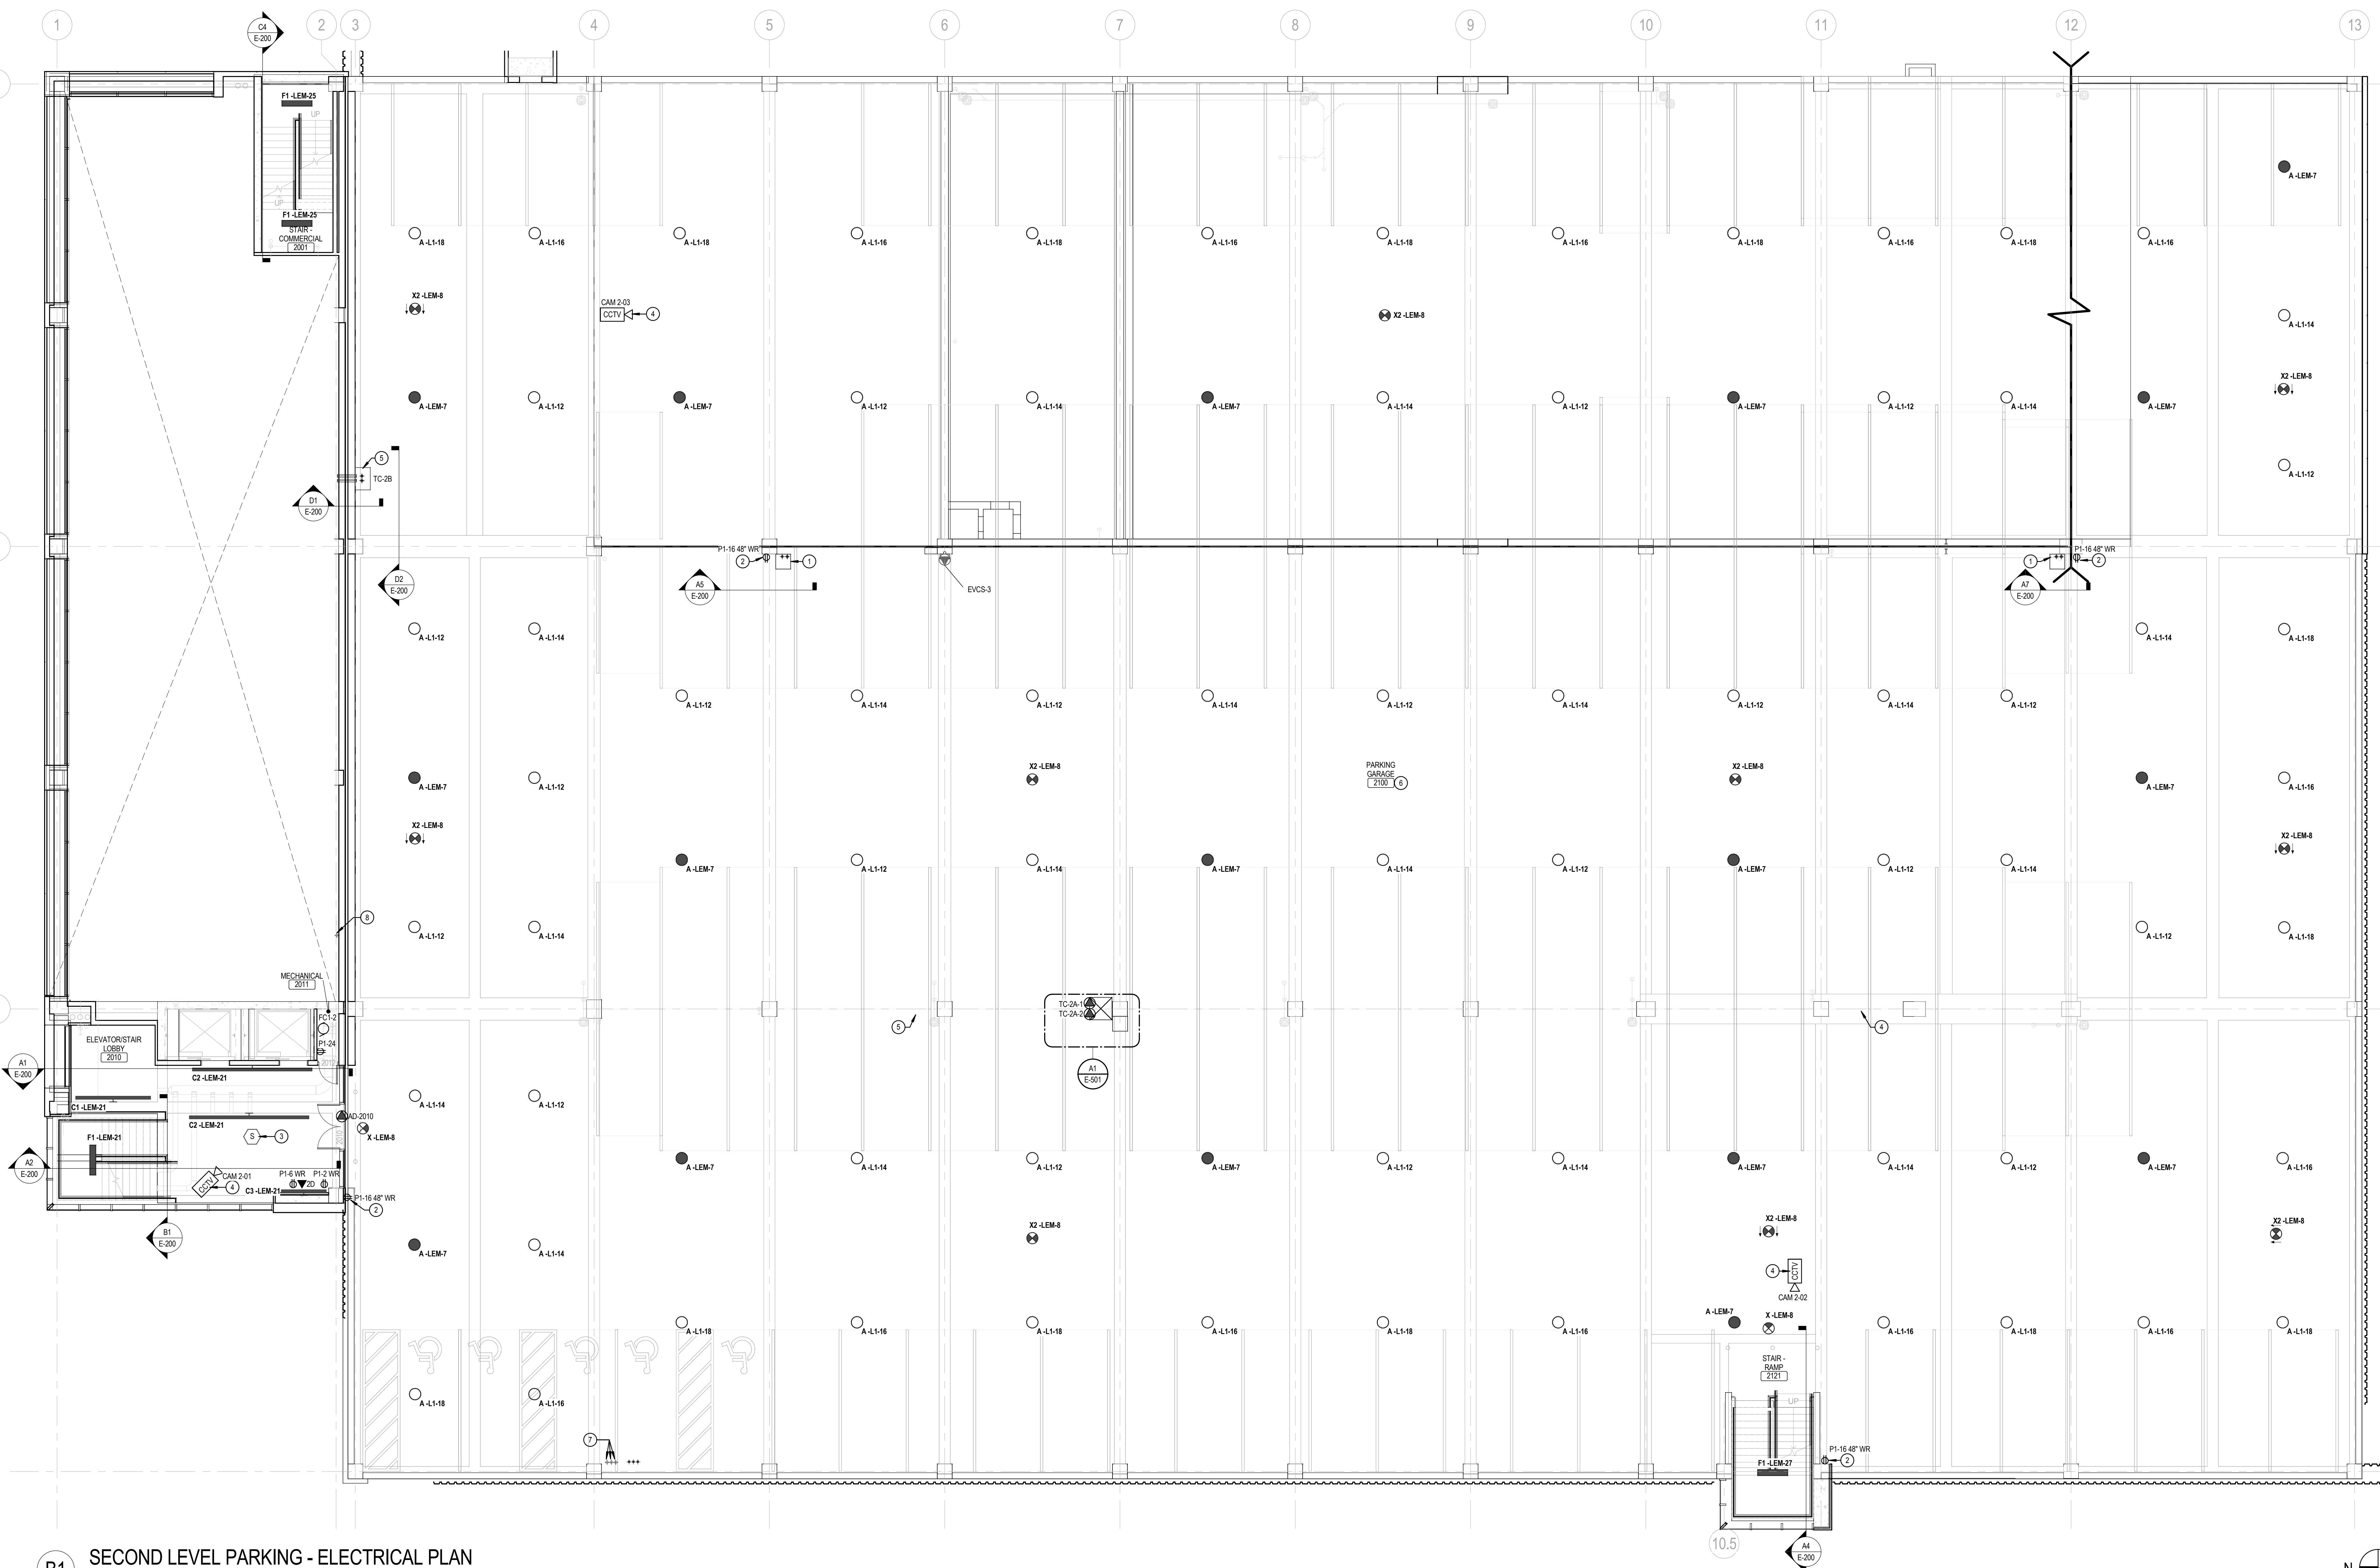 1
2
3
4
5
6
7
8
9
10
11
12
13
C4
E-200
F1 -LEM-25
UP
UP
F1 -LEM-25
STAIR -
COMMERCIAL
2001
A -LEM-7
A -L1-18
A -L1-16
A -L1-18
A -L1-16
A -L1-18
A -L1-16
A -L1-18
A -L1-16
A -L1-18
A -L1-16
A -L1-18
A -L1-16
X2 -LEM-8
CAM 2-03
CCTV
4
X2 -LEM-8
A -L1-14
X2 -LEM-8
A -LEM-7
A -L1-12
A -LEM-7
A -L1-12
A -L1-14
A -LEM-7
A -L1-14
A -L1-12
A -LEM-7
A -L1-12
A -L1-14
A -LEM-7
A -L1-12
5
TC-2B
D1
E-200
D2
E-200
P1-16 48" WR
2
1
A5
E-200
EVCS-3
P1-16 48" WR
1
2
A7
E-200
A -L1-12
A -L1-14
A -L1-14
A -L1-18
A -L1-12
A -L1-14
A -L1-12
A -L1-14
A -L1-12
A -L1-14
A -L1-12
A -L1-14
A -L1-12
X2 -LEM-8
PARKING
GARAGE
2100
6
X2 -LEM-8
A -LEM-7
A -L1-12
A -LEM-7
A -L1-16
X2 -LEM-8
X2 -LEM-8
A -LEM-7
A -L1-12
A -L1-14
A -LEM-7
A -L1-14
A -L1-12
A -LEM-7
A -L1-12
A -L1-14
8
A -L1-12
A -L1-14
A -L1-12
A -L1-18
MECHANICAL
2011
FC1-2
P1-24
2012
ELEVATOR/STAIR
LOBBY
2010
TC-2A-1
TC-2A-2
5
4
A1
E-501
A1
E-200
C2 -LEM-21
C1 -LEM-21
C2 -LEM-21
AD-2010
2010
X -LEM-8
F1 -LEM-21
S
3
A2
E-200
P1-6 WR
P1-2 WR
2D
CAM 2-01
CCTV
4
C3 -LEM-21
P1-16 48" WR
2
B1
E-200
A -L1-14
A -L1-12
A -LEM-7
A -L1-14
A -L1-12
A -LEM-7
A -L1-12
A -L1-14
A -LEM-7
A -L1-14
A -L1-12
A -LEM-7
A -L1-16
A -LEM-7
A -L1-14
X2 -LEM-8
X2 -LEM-8
X2 -LEM-8
4
CCTV
CAM 2-02
A -LEM-7
X -LEM-8
A -L1-18
A -L1-16
A -L1-18
A -L1-16
A -L1-18
A -L1-16
A -L1-16
A -L1-18
A -L1-16
A -L1-18
STAIR -
RAMP
2121
UP
A -L1-18
A -L1-16
7
F1 -LEM-27
P1-16 48" WR
2
10.5
A4
E-200
B1
SECOND LEVEL PARKING - ELECTRICAL PLAN
N